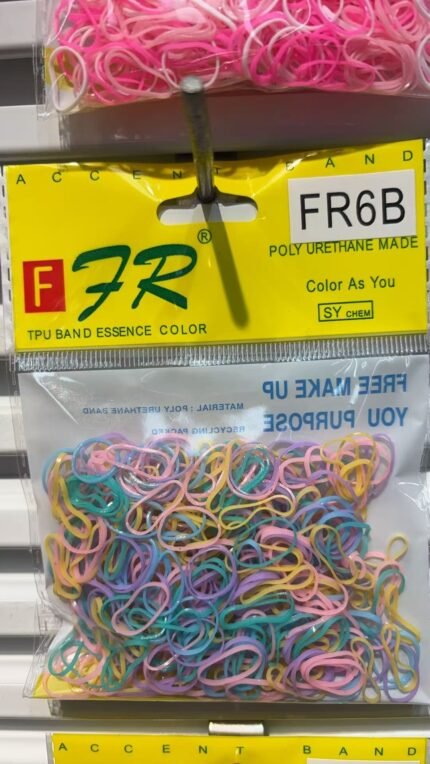 ACCENT BAND
FR6B
F FR ®
POLY URETHANE MADE
Color As You
SY CHEM
TPU BAND ESSENCE COLOR
FREE MAKE UP
YOU PURPOSE
MATERIAL : POLY URETHANE BAND
RECYCLING PACKED
ACCENT BAND